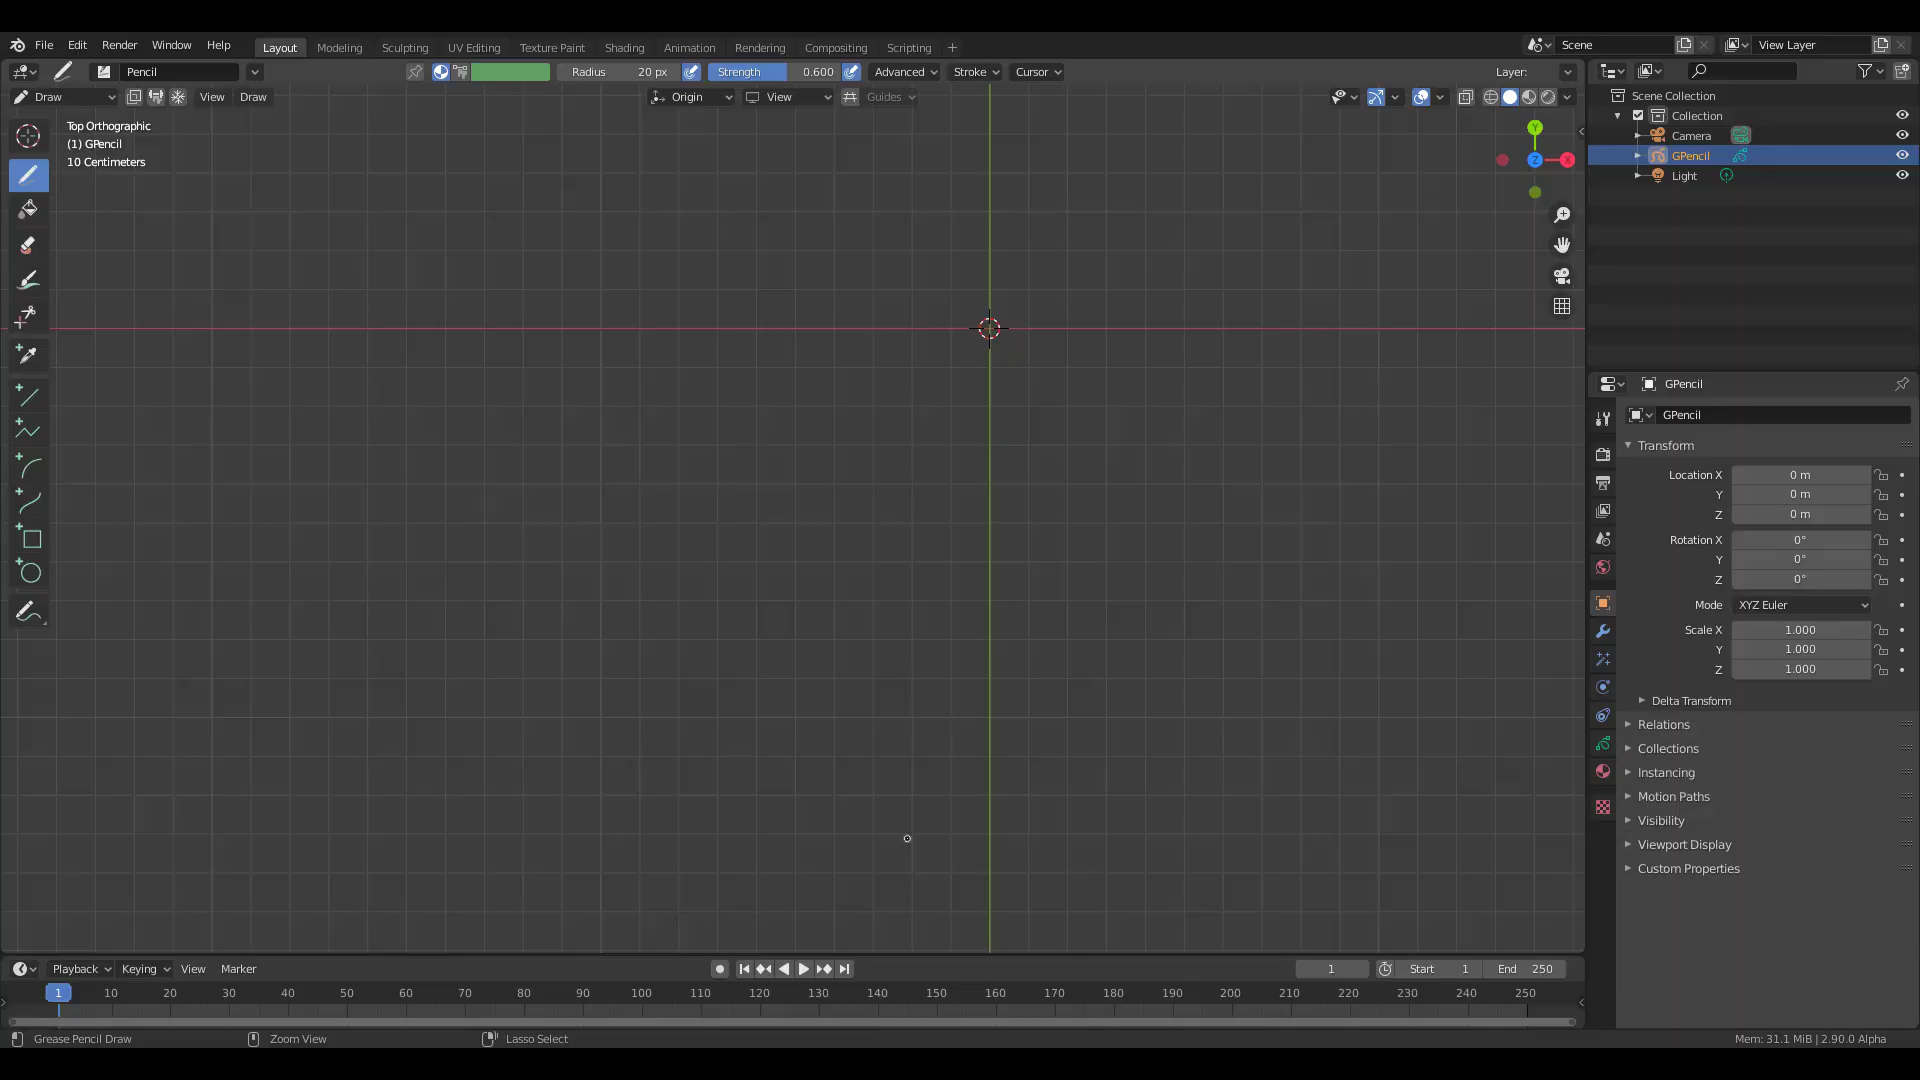 File Edit Render Window Help Layout Modeling Sculpting UV Editing Texture Paint Shading Animation Rendering Compositing Scripting + Scene View Layer
Pencil Radius 20 px Strength 0.600 Advanced Stroke Cursor Layer:
Draw View Draw Origin View Guides
Top Orthographic
(1) GPencil
10 Centimeters
Y
Z X
Scene Collection
Collection
Camera
GPencil
Light
GPencil
GPencil
Transform
Location X 0 m
Y 0 m
Z 0 m
Rotation X 0°
Y 0°
Z 0°
Mode XYZ Euler
Scale X 1.000
Y 1.000
Z 1.000
Delta Transform
Relations
Collections
Instancing
Motion Paths
Visibility
Viewport Display
Custom Properties
Playback Keying View Marker 1 Start 1 End 250
1 10 20 30 40 50 60 70 80 90 100 110 120 130 140 150 160 170 180 190 200 210 220 230 240 250
Grease Pencil Draw Zoom View Lasso Select Mem: 31.1 MiB | 2.90.0 Alpha